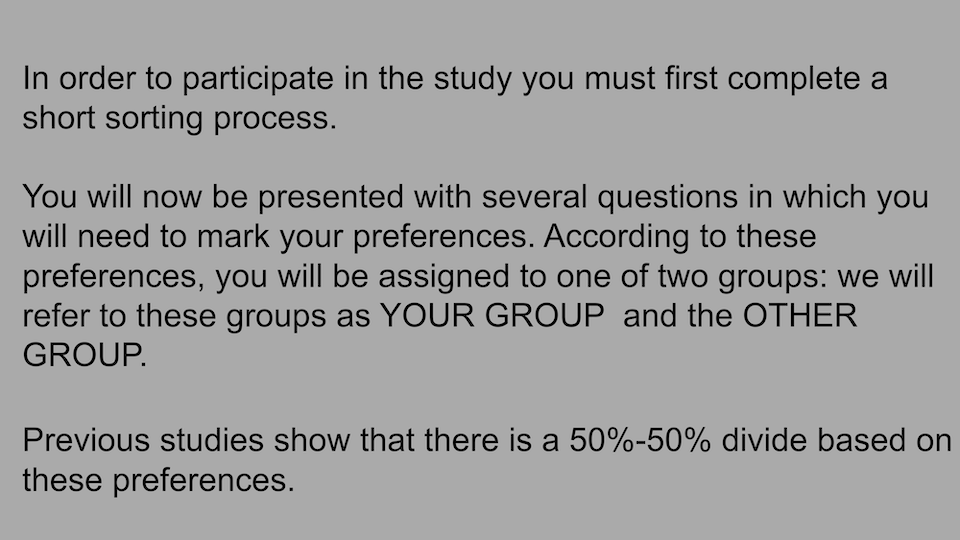 In order to participate in the study you must first complete a
short sorting process.
You will now be presented with several questions in which you
will need to mark your preferences. According to these
preferences, you will be assigned to one of two groups: we will
refer to these groups as YOUR GROUP  and the OTHER
GROUP.
Previous studies show that there is a 50%-50% divide based on
these preferences.